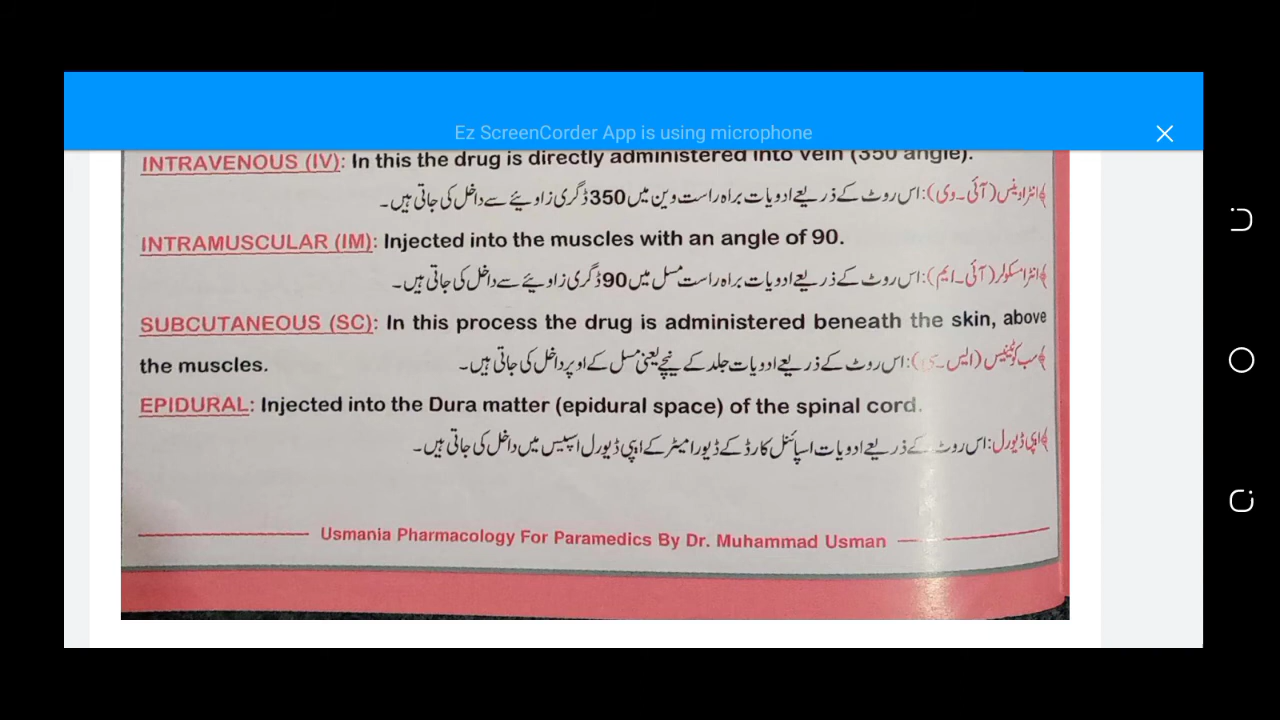 Ez ScreenCorder App is using microphone
INTRAVENOUS (IV): In this the drug is directly administered into vein (350 angle).
﴿انٹراوینس (آئی۔وی): اس روٹ کے ذریعے ادویات براہ راست وین میں 350 ڈگری زاویئے سے داخل کی جاتی ہیں۔
INTRAMUSCULAR (IM): Injected into the muscles with an angle of 90.
﴿انٹرامسکولر (آئی۔ایم): اس روٹ کے ذریعے ادویات براہ راست مسل میں 90 ڈگری زاویئے سے داخل کی جاتی ہیں۔
SUBCUTANEOUS (SC): In this process the drug is administered beneath the skin, above
the muscles. ﴿سب کوٹینیس (ایس۔سی): اس روٹ کے ذریعے ادویات جلد کے نیچے یعنی مسل کے اوپر داخل کی جاتی ہیں۔
EPIDURAL: Injected into the Dura matter (epidural space) of the spinal cord.
﴿اپی ڈیورل: اس روٹ کے ذریعے ادویات اسپائنل کارڈ کے ڈیورا میٹر کے اپی ڈیورل اسپیس میں داخل کی جاتی ہیں۔
Usmania Pharmacology For Paramedics By Dr. Muhammad Usman